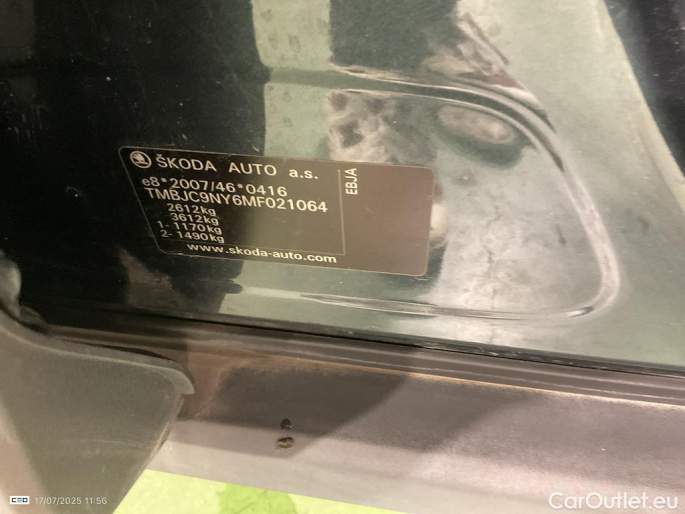 ŠKODA AUTO a.s.
EBJA
e8*2007/46*0416
TMBJC9NY6MF021064
2612kg
3612kg
1- 1170kg
2- 1490kg
www.skoda-auto.com
CED 17/07/2025 11:56
CarOutlet.eu